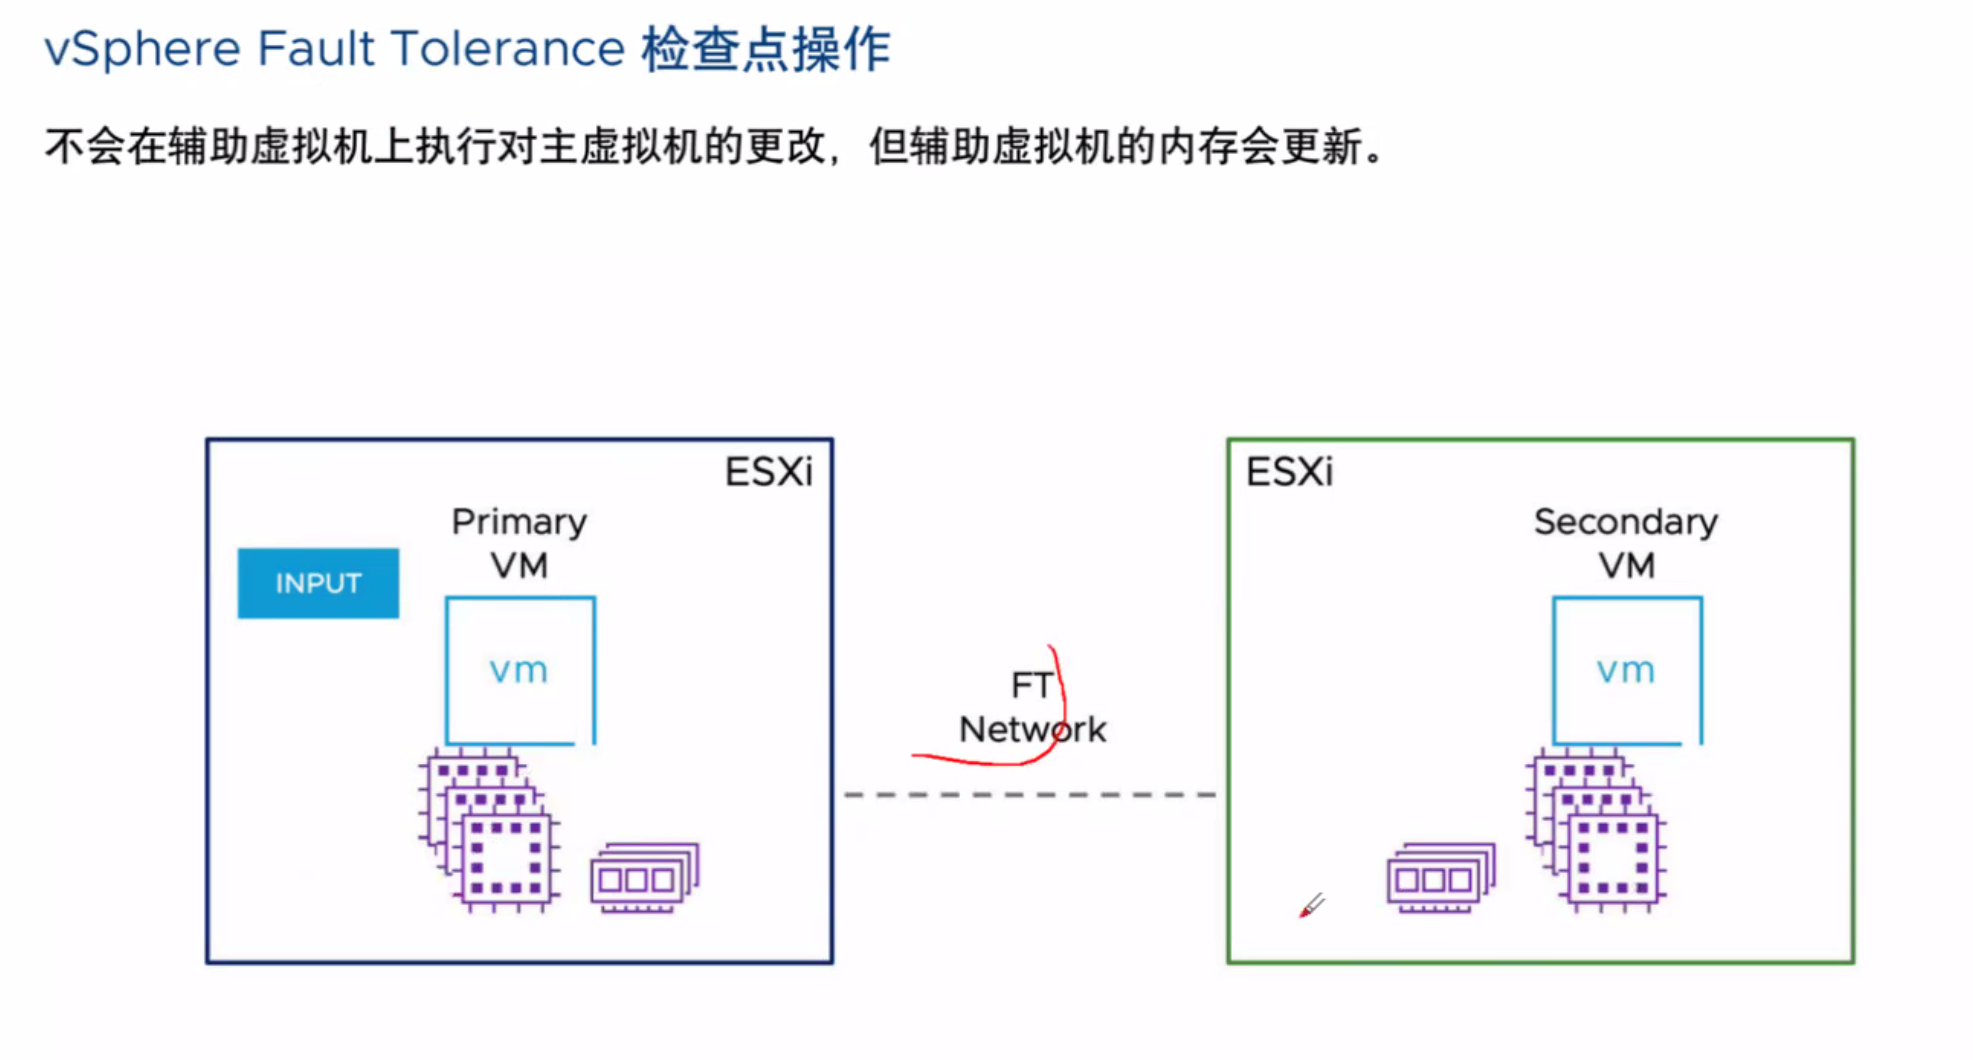 vSphere Fault Tolerance 检查点操作
不会在辅助虚拟机上执行对主虚拟机的更改，但辅助虚拟机的内存会更新。
ESXi
Primary
VM
INPUT
vm
FT
Network
ESXi
Secondary
VM
vm